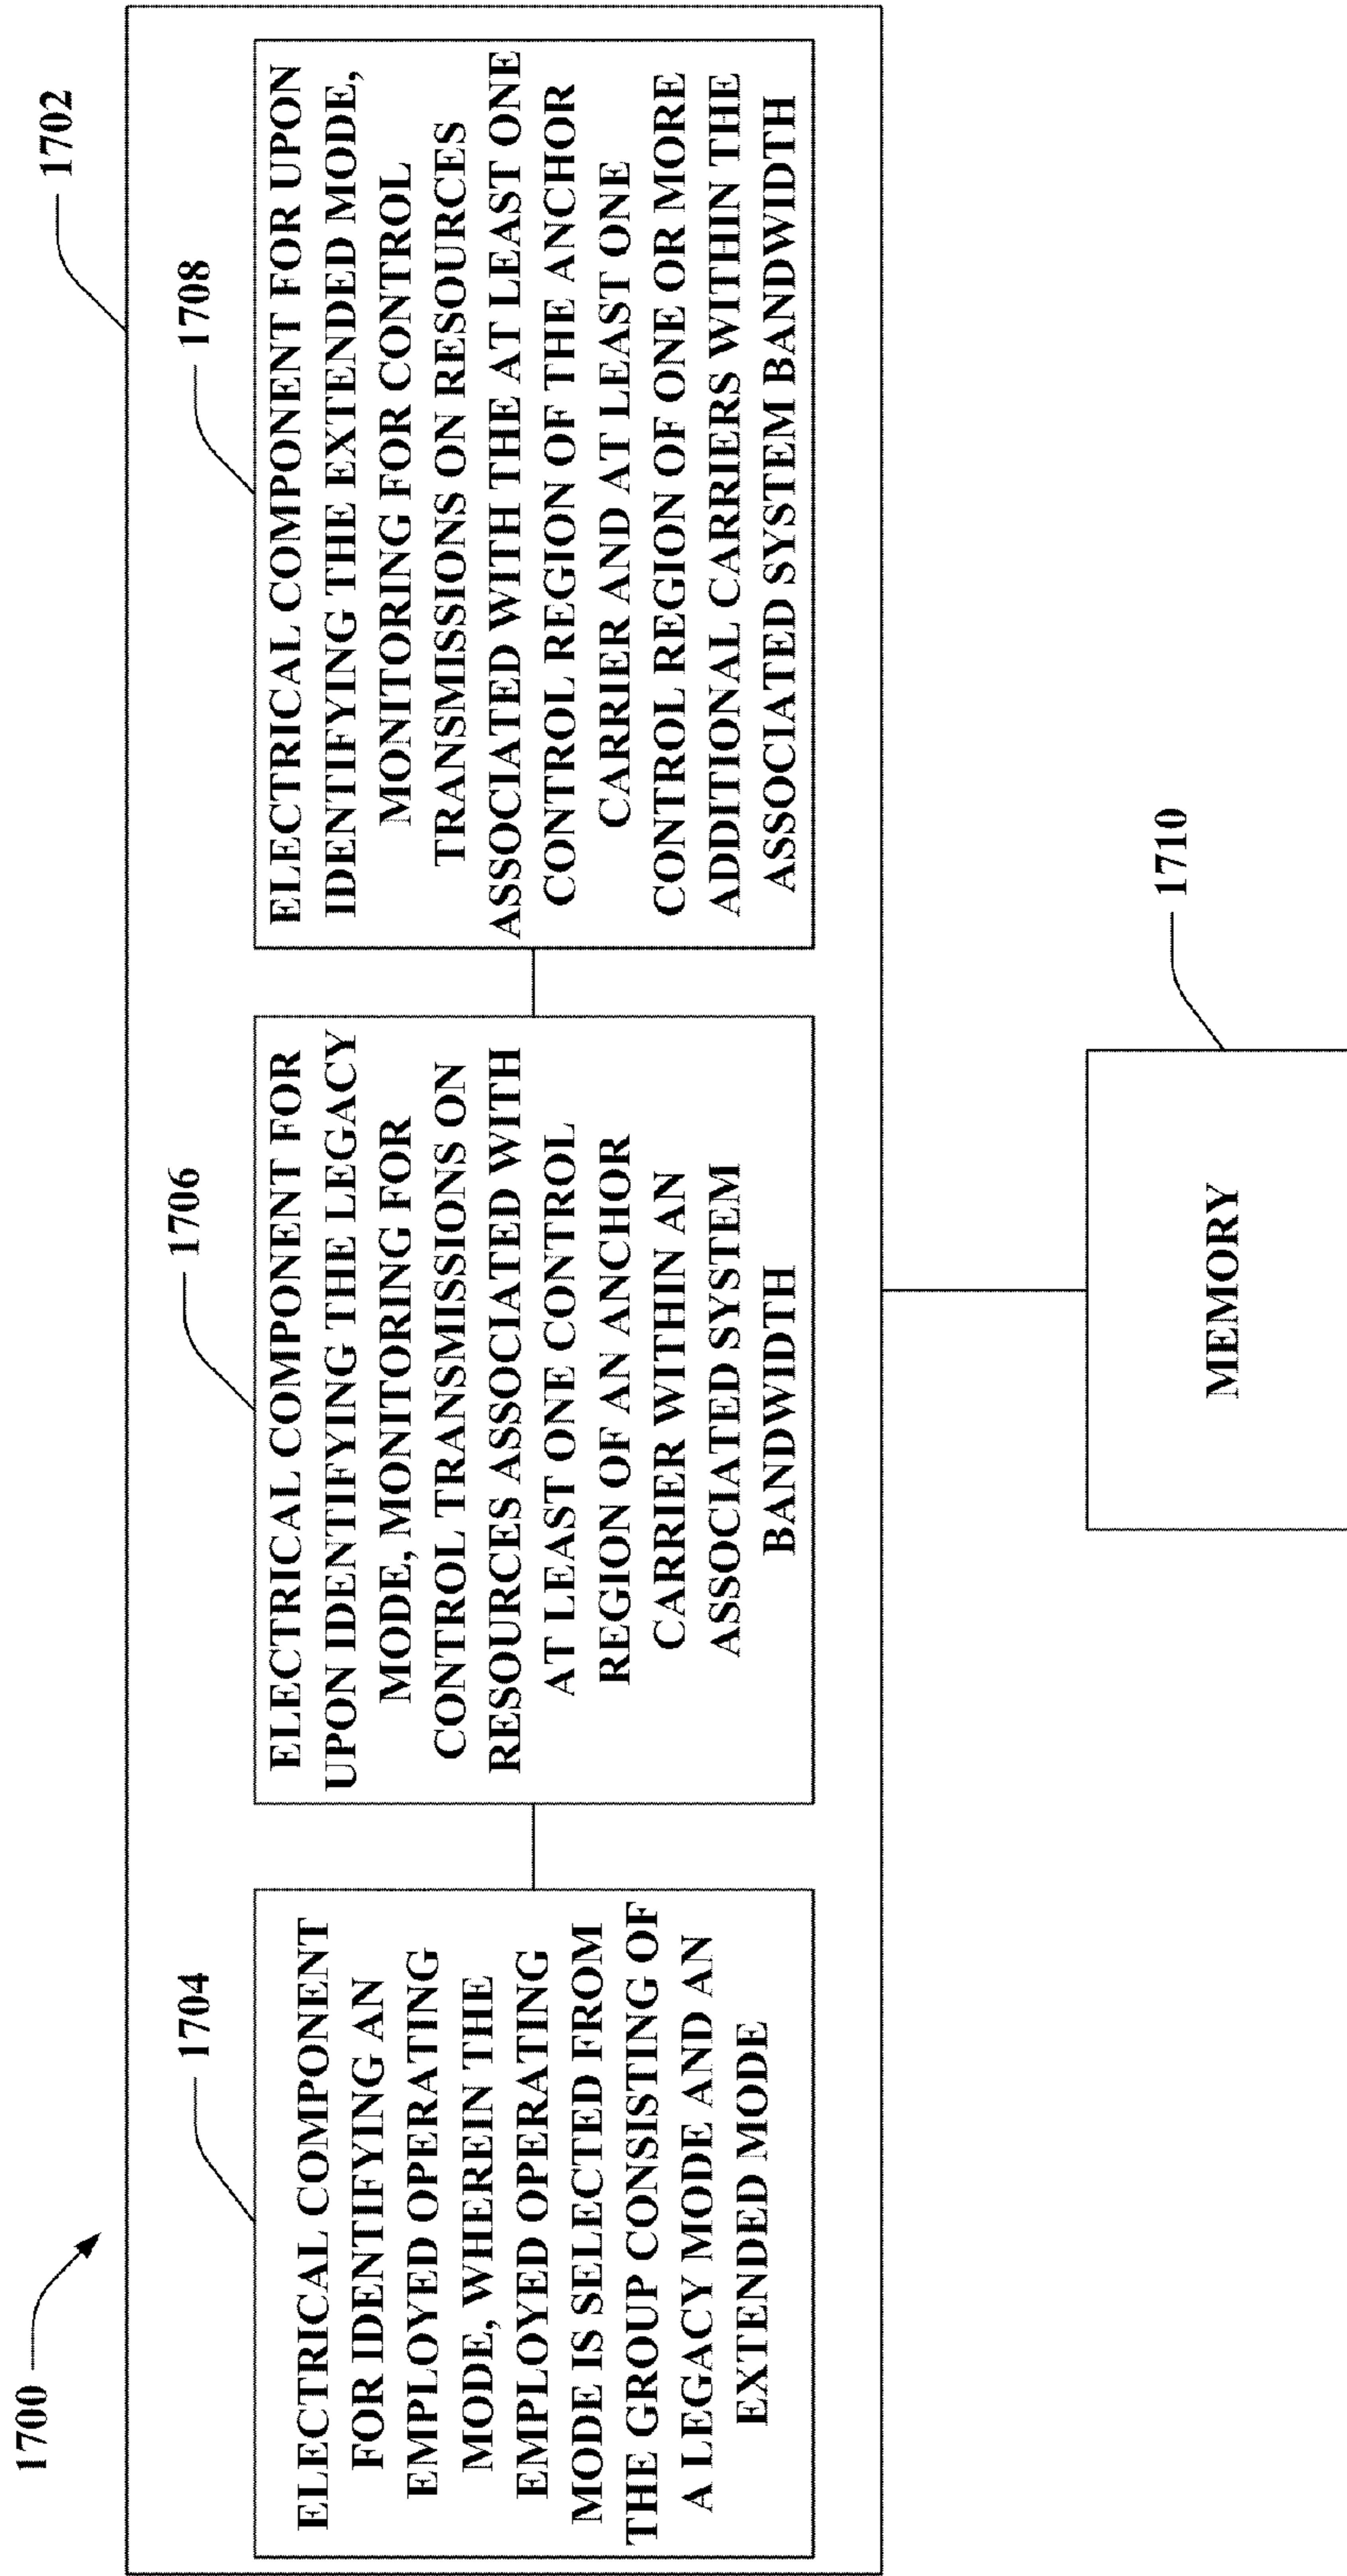 1700
1702
1704
ELECTRICAL COMPONENT
FOR IDENTIFYING AN
EMPLOYED OPERATING
MODE, WHEREIN THE
EMPLOYED OPERATING
MODE IS SELECTED FROM
THE GROUP CONSISTING OF
A LEGACY MODE AND AN
EXTENDED MODE
1706
ELECTRICAL COMPONENT FOR
UPON IDENTIFYING THE LEGACY
MODE, MONITORING FOR
CONTROL TRANSMISSIONS ON
RESOURCES ASSOCIATED WITH
AT LEAST ONE CONTROL
REGION OF AN ANCHOR
CARRIER WITHIN AN
ASSOCIATED SYSTEM
BANDWIDTH
1708
ELECTRICAL COMPONENT FOR UPON
IDENTIFYING THE EXTENDED MODE,
MONITORING FOR CONTROL
TRANSMISSIONS ON RESOURCES
ASSOCIATED WITH THE AT LEAST ONE
CONTROL REGION OF THE ANCHOR
CARRIER AND AT LEAST ONE
CONTROL REGION OF ONE OR MORE
ADDITIONAL CARRIERS WITHIN THE
ASSOCIATED SYSTEM BANDWIDTH
1710
MEMORY